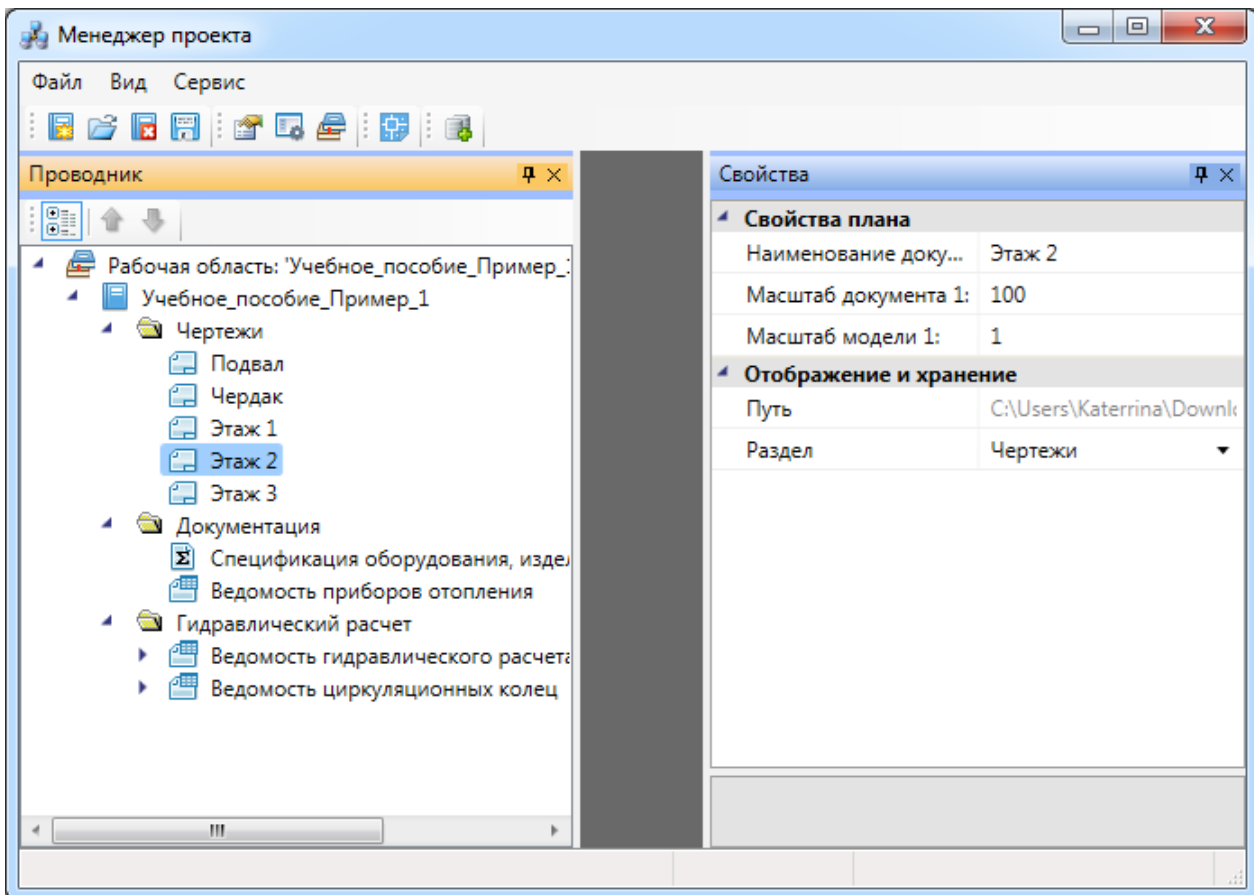 Менеджер проекта
Файл Вид Сервис
Проводник
Рабочая область: 'Учебное_пособие_Пример_1
Учебное_пособие_Пример_1
Чертежи
Подвал
Чердак
Этаж 1
Этаж 2
Этаж 3
Документация
Спецификация оборудования, издел
Ведомость приборов отопления
Гидравлический расчет
Ведомость гидравлического расчета
Ведомость циркуляционных колец
Свойства
Свойства плана
Наименование доку... Этаж 2
Масштаб документа 1: 100
Масштаб модели 1: 1
Отображение и хранение
Путь C:\Users\Katerrina\Downlo
Раздел Чертежи